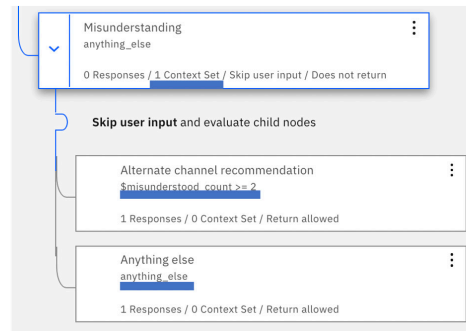 Misunderstanding
anything_else
0 Responses / 1 Context Set / Skip user input / Does not return
Skip user input and evaluate child nodes
Alternate channel recommendation
$misunderstood_count >= 2
1 Responses / 0 Context Set / Return allowed
Anything else
anything_else
1 Responses / 0 Context Set / Return allowed